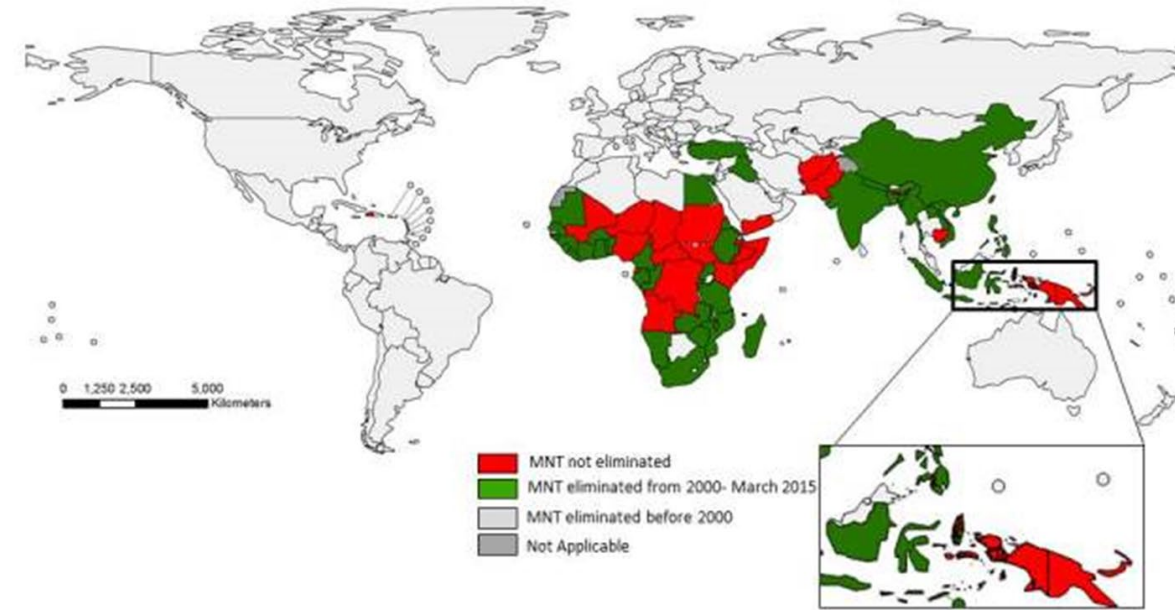 0 1,250 2,500 5,000
Kilometers
MNT not eliminated
MNT eliminated from 2000- March 2015
MNT eliminated before 2000
Not Applicable